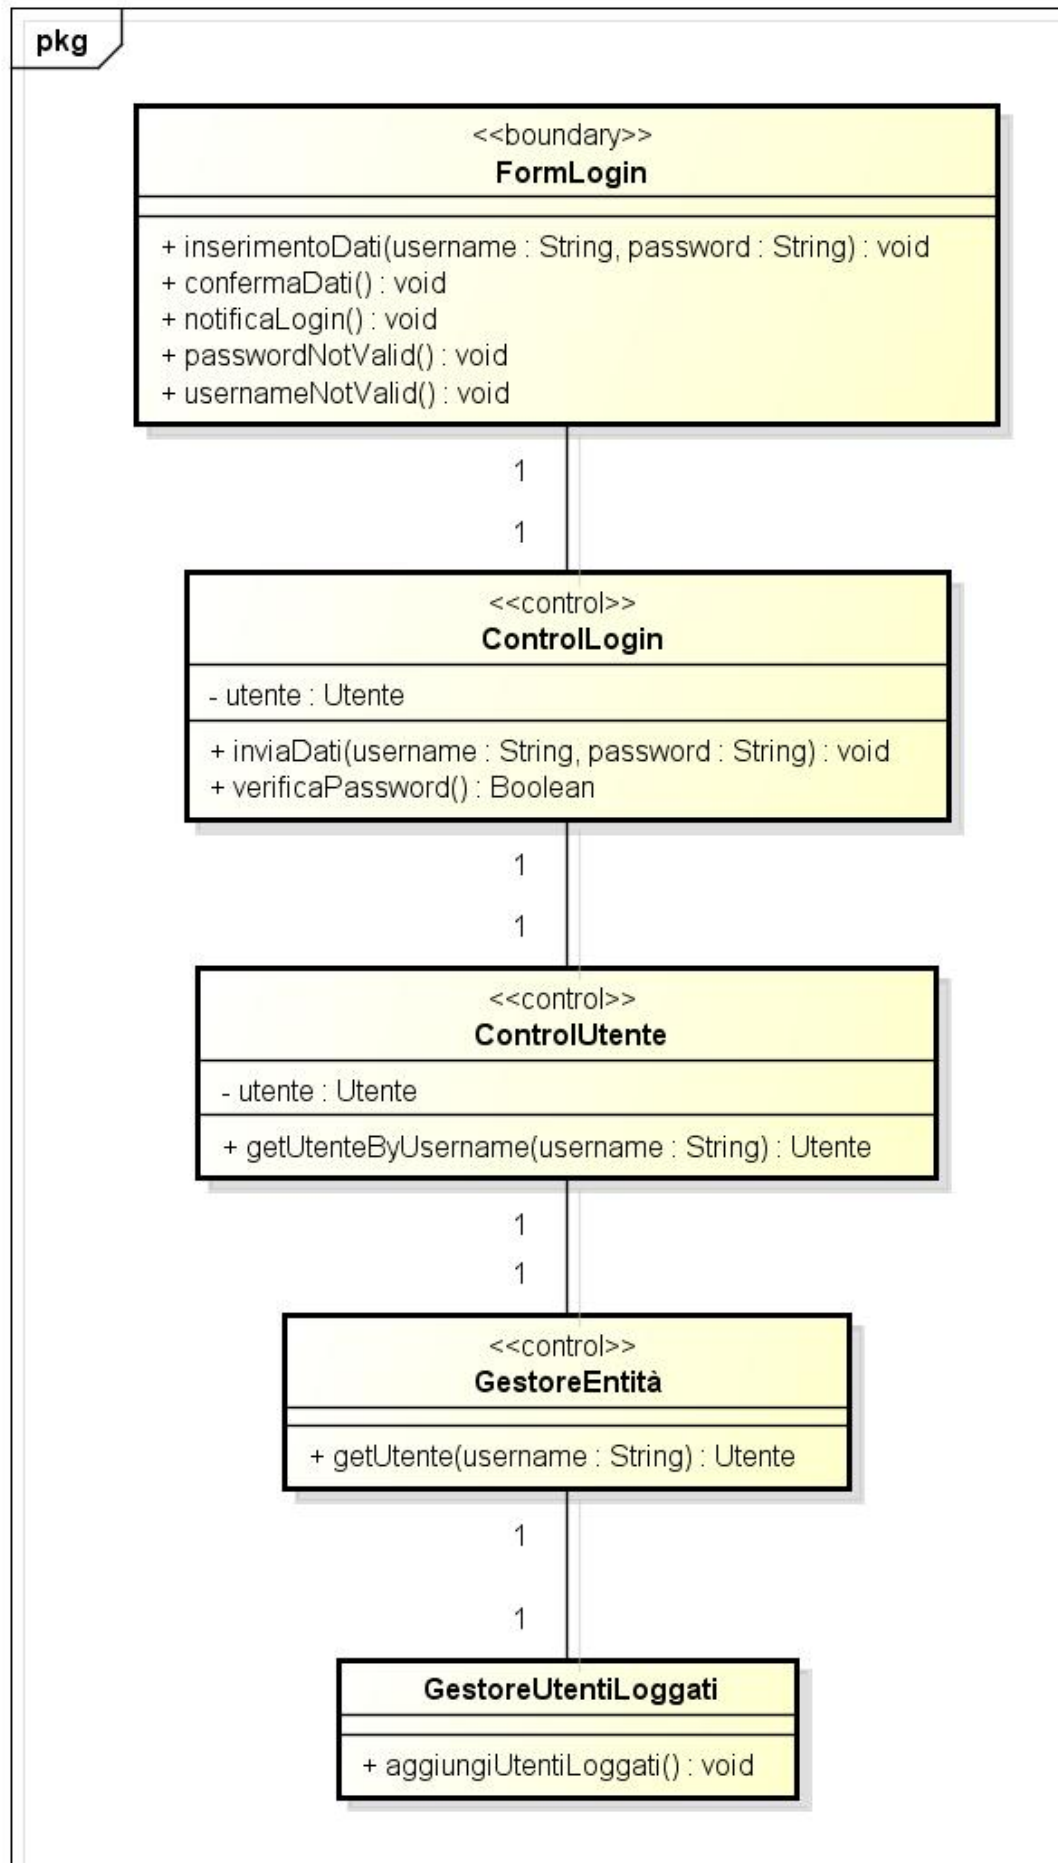 pkg
<<boundary>>
FormLogin
+ inserimentoDati(username : String, password : String) : void
+ confermaDati() : void
+ notificaLogin() : void
+ passwordNotValid() : void
+ usernameNotValid() : void
1
1
<<control>>
ControlLogin
- utente : Utente
+ inviaDati(username : String, password : String) : void
+ verificaPassword() : Boolean
1
1
<<control>>
ControlUtente
- utente : Utente
+ getUtenteByUsername(username : String) : Utente
1
1
<<control>>
GestoreEntità
+ getUtente(username : String) : Utente
1
1
GestoreUtentiLoggati
+ aggiungiUtentiLoggati() : void